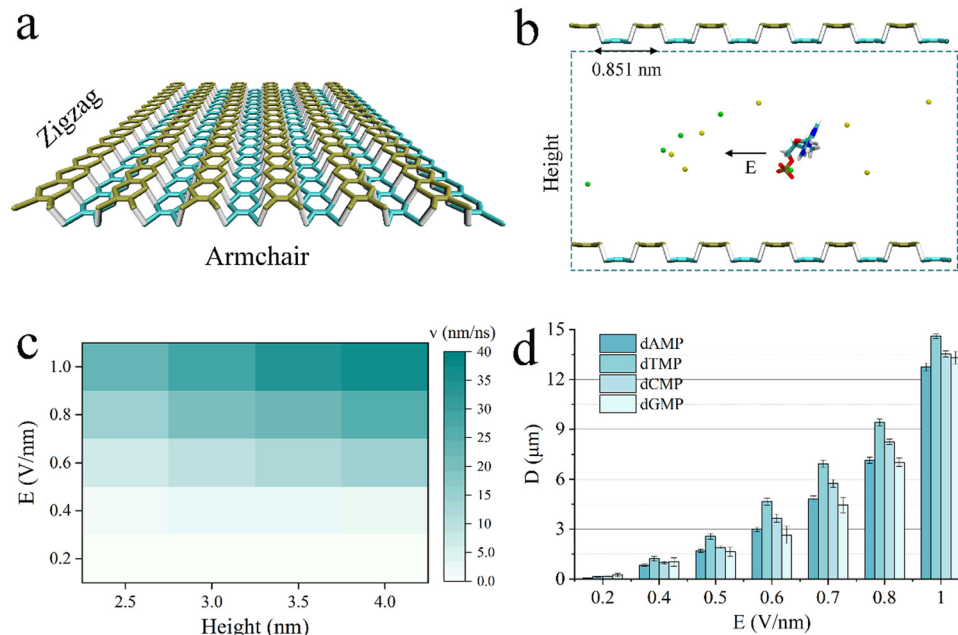 a
Zigzag
Armchair
b
0.851 nm
Height
E
c
v (nm/ns)
40
35
30
25
20
15
10
5.0
0.0
E (V/nm)
1.0
0.8
0.6
0.4
0.2
2.5 3.0 3.5 4.0
Height (nm)
d
dAMP
dTMP
dCMP
dGMP
D (μm)
15
12
9
6
3
0
0.2 0.4 0.5 0.6 0.7 0.8 1
E (V/nm)